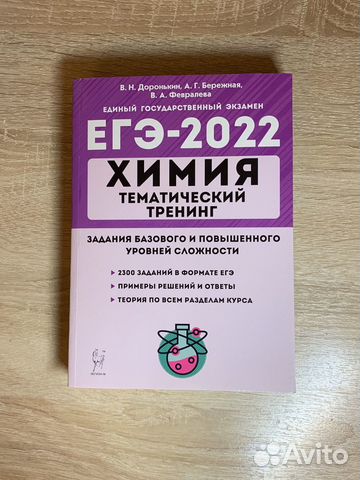 В. Н. Доронькин, А. Г. Бережная,
В. А. Февралева
ЕДИНЫЙ ГОСУДАРСТВЕННЫЙ ЭКЗАМЕН
ЕГЭ-2022
ХИМИЯ
ТЕМАТИЧЕСКИЙ
ТРЕНИНГ
ЗАДАНИЯ БАЗОВОГО И ПОВЫШЕННОГО
УРОВНЕЙ СЛОЖНОСТИ
2300 ЗАДАНИЙ В ФОРМАТЕ ЕГЭ
ПРИМЕРЫ РЕШЕНИЙ И ОТВЕТЫ
ТЕОРИЯ ПО ВСЕМ РАЗДЕЛАМ КУРСА
Avito